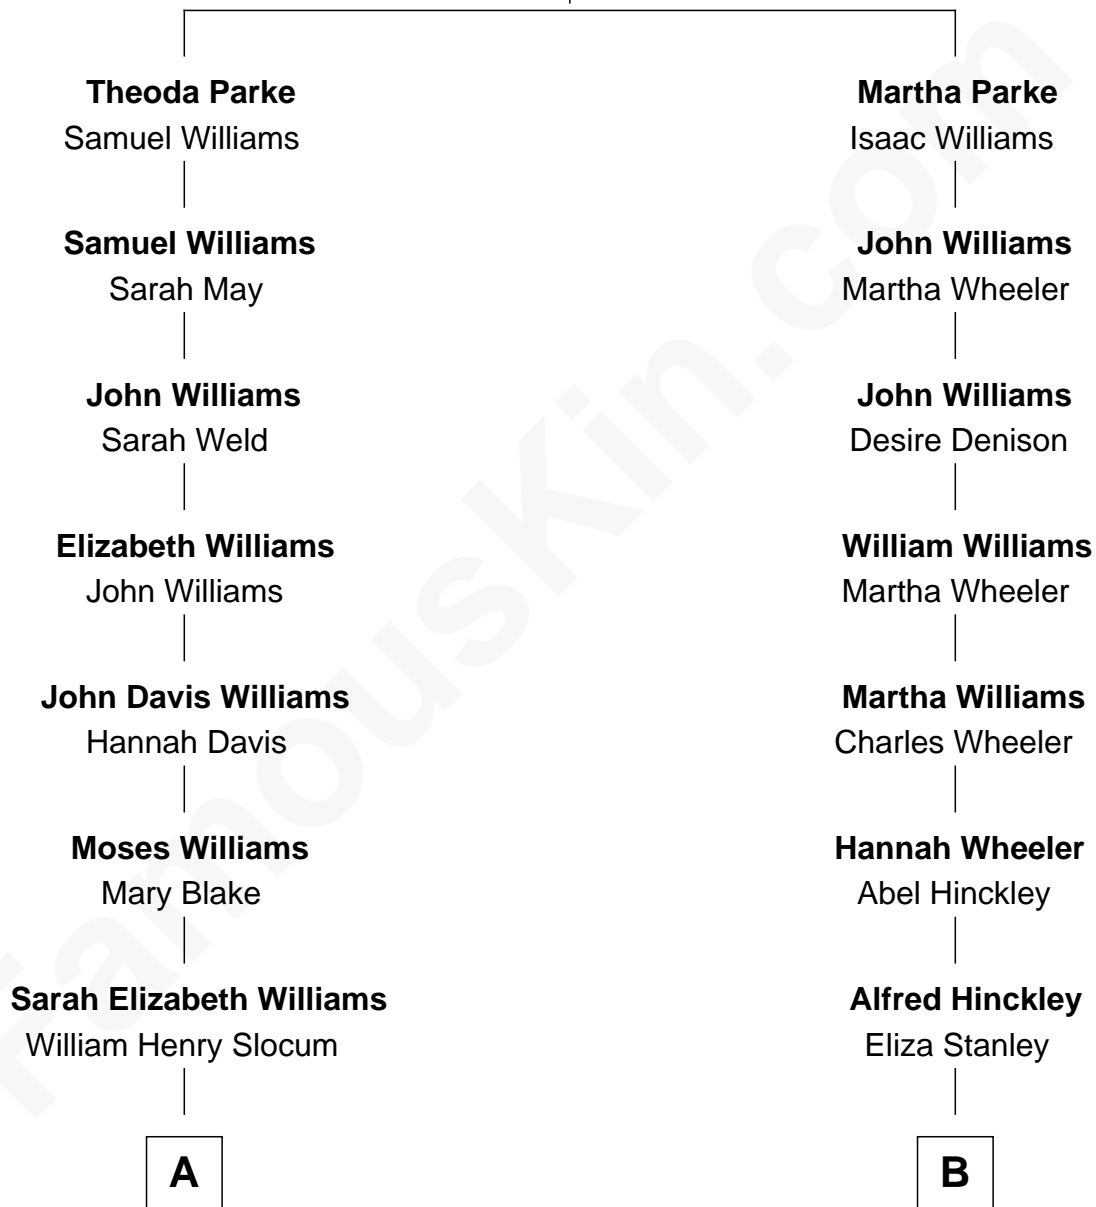 Theoda Parke
Samuel Williams
Samuel Williams
Sarah May
John Williams
Sarah Weld
Elizabeth Williams
John Williams
John Davis Williams
Hannah Davis
Moses Williams
Mary Blake
Sarah Elizabeth Williams
William Henry Slocum
A
Martha Parke
Isaac Williams
John Williams
Martha Wheeler
John Williams
Desire Denison
William Williams
Martha Wheeler
Martha Williams
Charles Wheeler
Hannah Wheeler
Abel Hinckley
Alfred Hinckley
Eliza Stanley
B
FamousKin.com